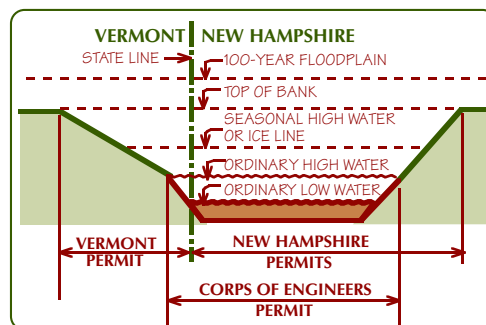 VERMONT NEW HAMPSHIRE
STATE LINE
100-YEAR FLOODPLAIN
TOP OF BANK
SEASONAL HIGH WATER
OR ICE LINE
ORDINARY HIGH WATER
ORDINARY LOW WATER
VERMONT
PERMIT
NEW HAMPSHIRE
PERMITS
CORPS OF ENGINEERS
PERMIT